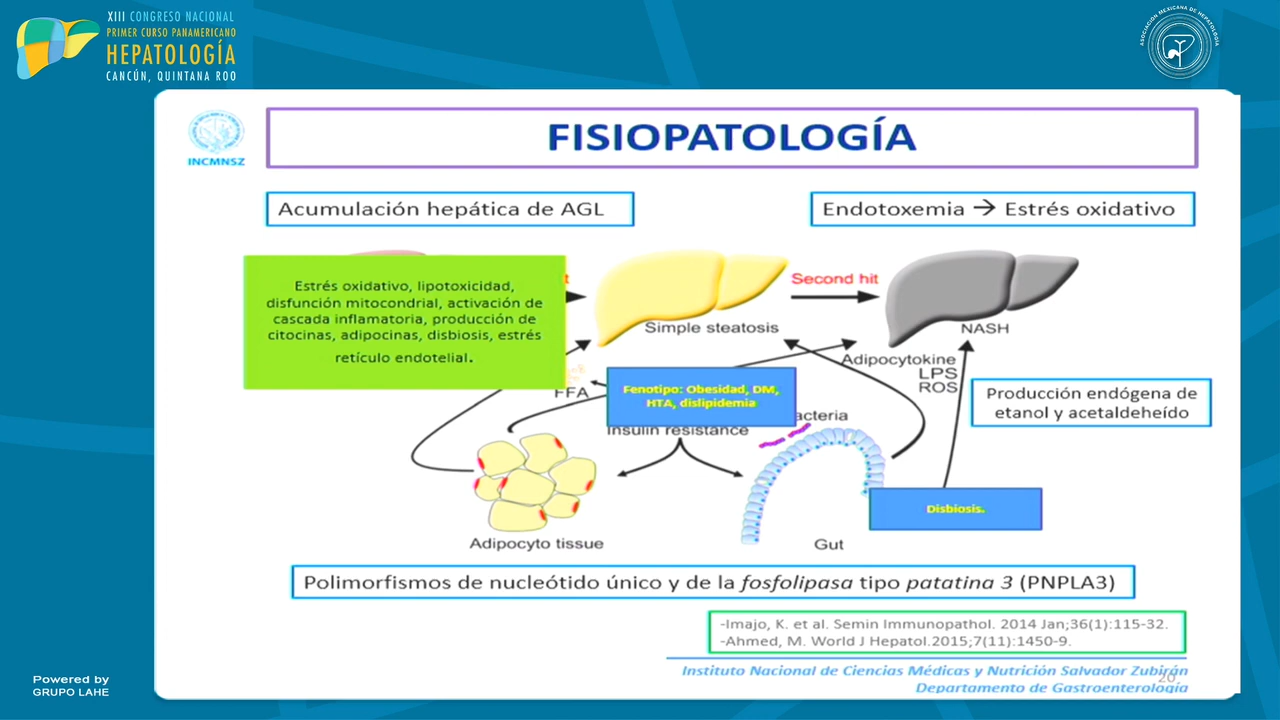 XIII CONGRESO NACIONAL
PRIMER CURSO PANAMERICANO
HEPATOLOGÍA
CANCÚN, QUINTANA ROO
ASOCIACIÓN MEXICANA DE HEPATOLOGÍA
INCMNSZ
FISIOPATOLOGÍA
Acumulación hepática de AGL
Endotoxemia → Estrés oxidativo
Estrés oxidativo, lipotoxicidad,
disfunción mitocondrial, activación de
cascada inflamatoria, producción de
citocinas, adipocinas, disbiosis, estrés
retículo endotelial.
Second hit
Simple steatosis
NASH
Adipocytokine
LPS
ROS
FFA
Fenotipo: Obesidad, DM,
HTA, dislipidemia
Producción endógena de
etanol y acetaldeheído
acteria
Insulin resistance
Disbiosis.
Adipocyto tissue
Gut
Polimorfismos de nucleótido único y de la fosfolipasa tipo patatina 3 (PNPLA3)
-Imajo, K. et al. Semin Immunopathol. 2014 Jan;36(1):115-32.
-Ahmed, M. World J Hepatol.2015;7(11):1450-9.
Instituto Nacional de Ciencias Médicas y Nutrición Salvador Zubirán
20
Departamento de Gastroenterología
Powered by
GRUPO LAHE